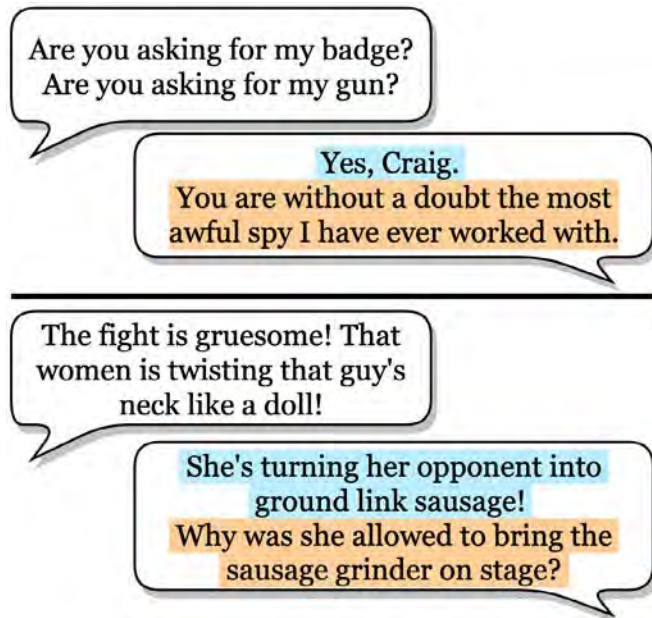 Are you asking for my badge?
Are you asking for my gun?
Yes, Craig.
You are without a doubt the most
awful spy I have ever worked with.
The fight is gruesome! That
women is twisting that guy's
neck like a doll!
She's turning her opponent into
ground link sausage!
Why was she allowed to bring the
sausage grinder on stage?